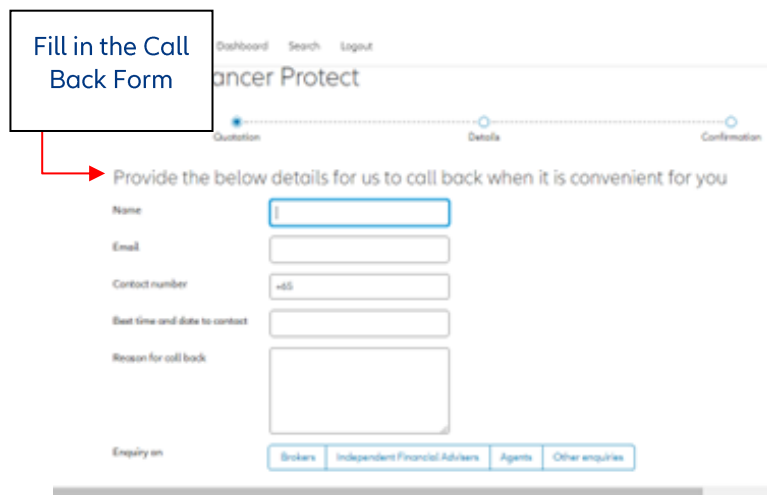 Fill in the Call
Back Form
Dashboard Search Logout
ancer Protect
Quotation Details Confirmation
Provide the below details for us to call back when it is convenient for you
Name
Email
Contact number +65
Best time and date to contact
Reason for call back
Enquiry on Brokers Independent Financial Advisers Agents Other enquiries